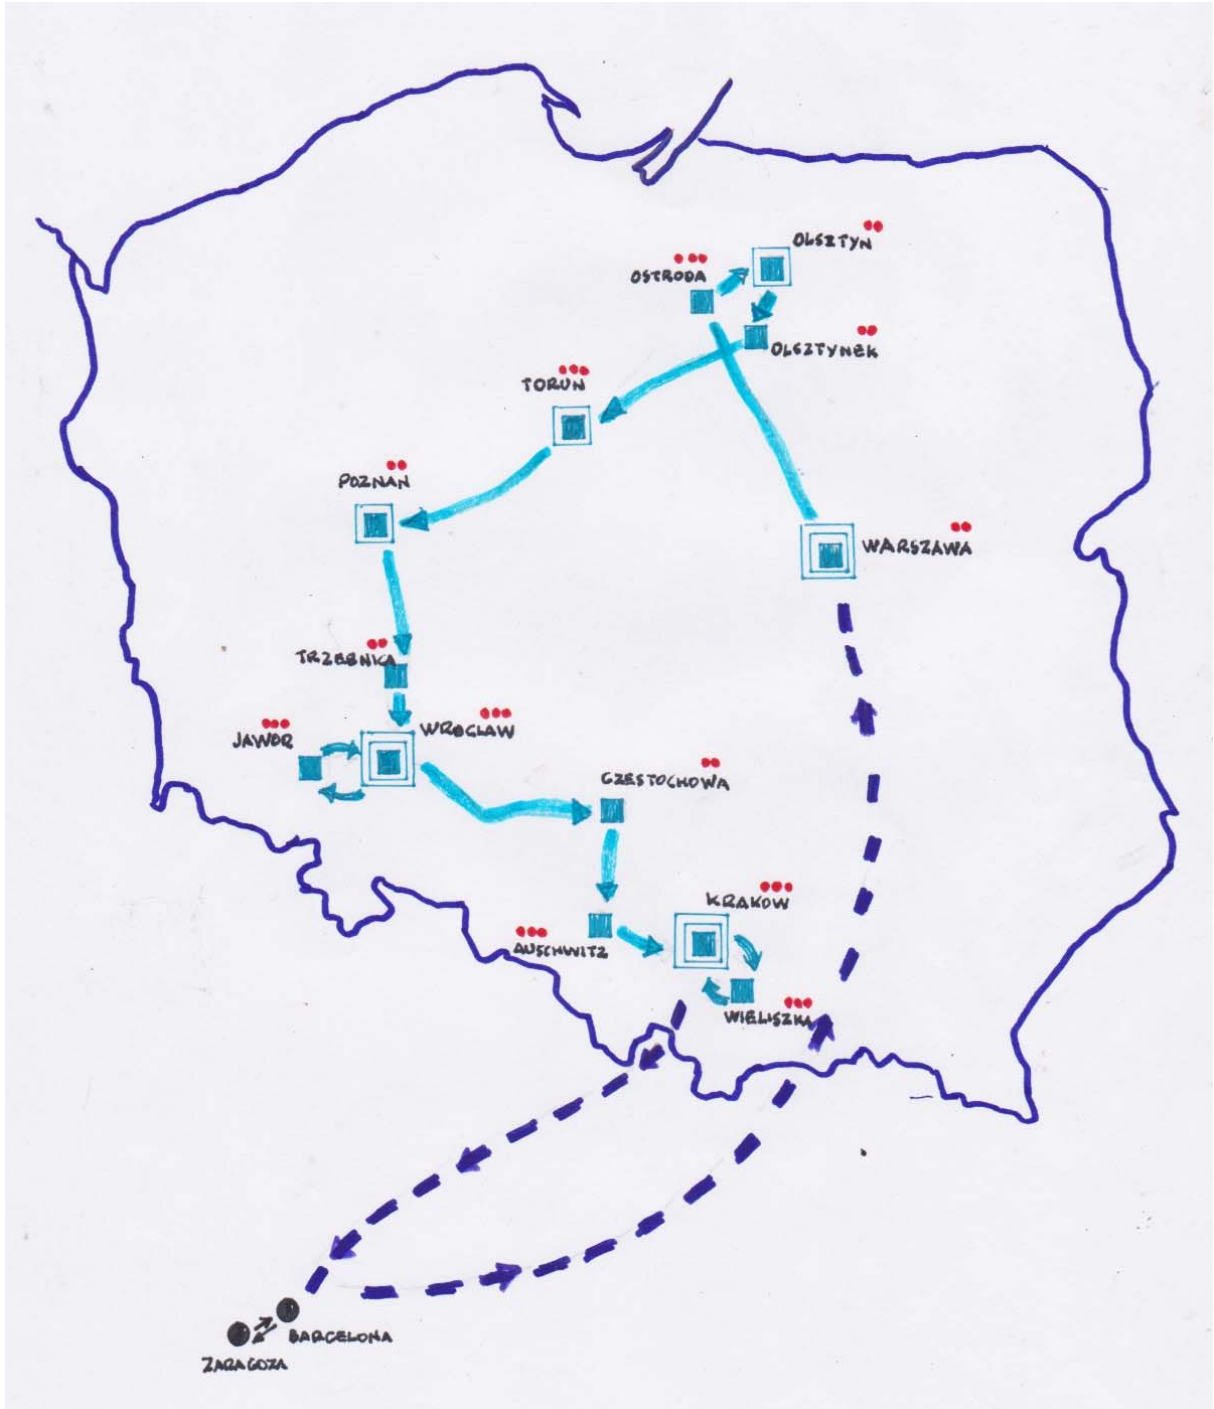 OLSZTYN
OSTRODA
OLSZTYNEK
TORUN
POZNAN
WARSZAWA
TRZEBNICA
JAWOR
WROCLAW
CZESTOCHOWA
KRAKOW
AUSCHWITZ
WIELISZKA
BARCELONA
ZARAGOZA